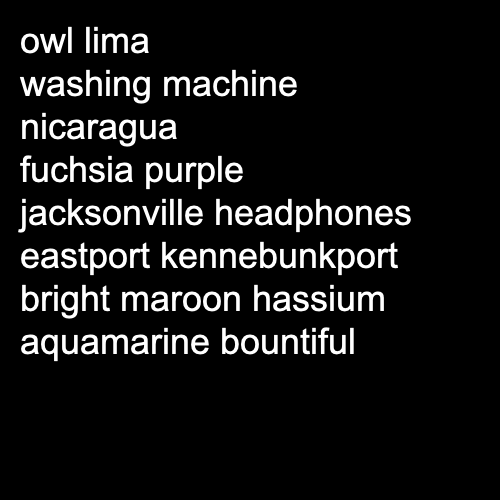 owl lima
washing machine
nicaragua
fuchsia purple
jacksonville headphones
eastport kennebunkport
bright maroon hassium
aquamarine bountiful